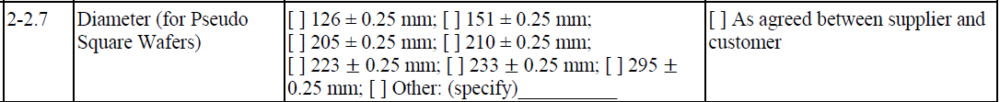 2-2.7
Diameter (for Pseudo
Square Wafers)
[ ] 126 ± 0.25 mm; [ ] 151 ± 0.25 mm;
[ ] 205 ± 0.25 mm; [ ] 210 ± 0.25 mm;
[ ] 223 ± 0.25 mm; [ ] 233 ± 0.25 mm; [ ] 295 ±
0.25 mm; [ ] Other: (specify)___________
[ ] As agreed between supplier and
customer